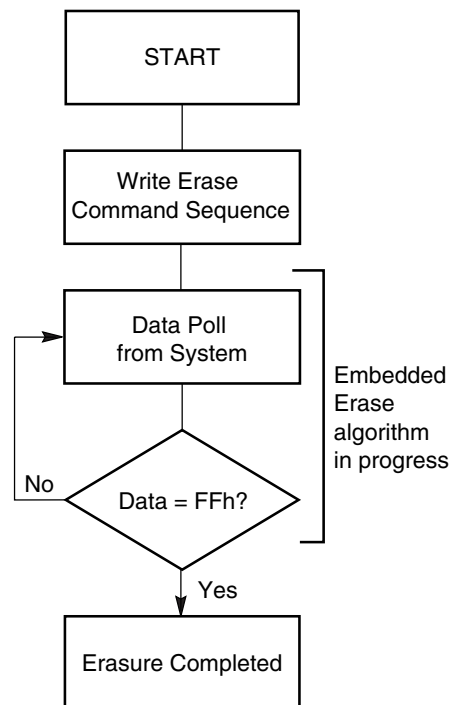 START
Write Erase
Command Sequence
Data Poll
from System
Embedded
Erase
algorithm
in progress
No
Data = FFh?
Yes
Erasure Completed